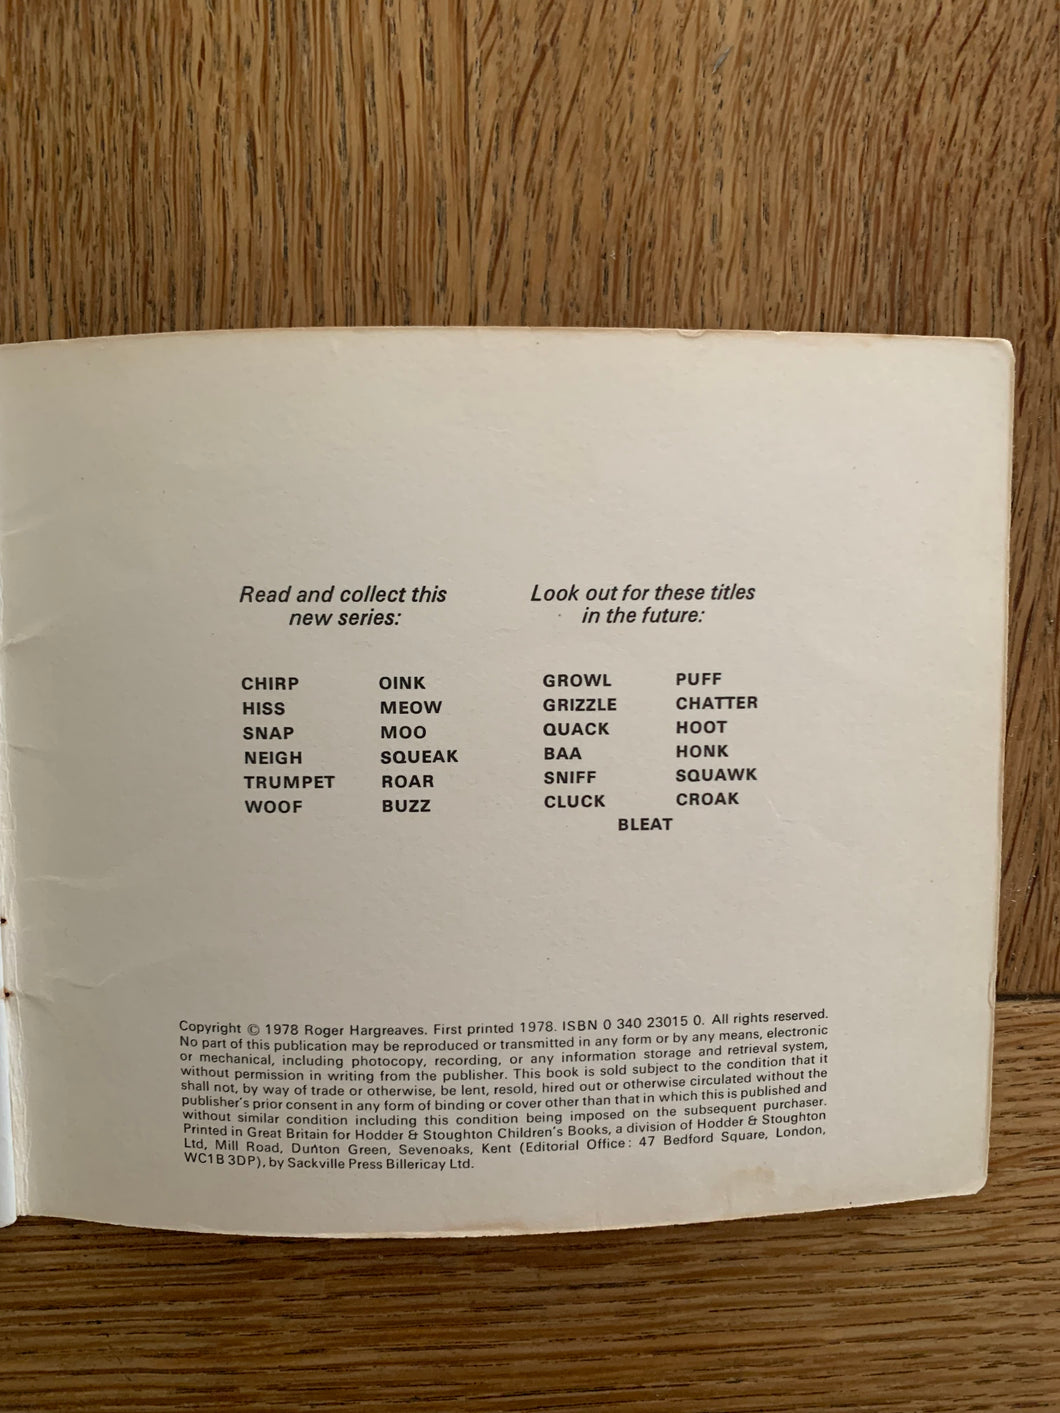 Read and collect this
new series:
CHIRP OINK
HISS MEOW
SNAP MOO
NEIGH SQUEAK
TRUMPET ROAR
WOOF BUZZ
Look out for these titles
in the future:
GROWL PUFF
GRIZZLE CHATTER
QUACK HOOT
BAA HONK
SNIFF SQUAWK
CLUCK CROAK
BLEAT
Copyright © 1978 Roger Hargreaves. First printed 1978. ISBN 0 340 23015 0. All rights reserved.
No part of this publication may be reproduced or transmitted in any form or by any means, electronic
or mechanical, including photocopy, recording, or any information storage and retrieval system,
without permission in writing from the publisher. This book is sold subject to the condition that it
shall not, by way of trade or otherwise, be lent, resold, hired out or otherwise circulated without the
publisher's prior consent in any form of binding or cover other than that in which this is published and
without similar condition including this condition being imposed on the subsequent purchaser.
Printed in Great Britain for Hodder & Stoughton Children's Books, a division of Hodder & Stoughton
Ltd, Mill Road, Dunton Green, Sevenoaks, Kent (Editorial Office: 47 Bedford Square, London,
WC1B 3DP), by Sackville Press Billericay Ltd.